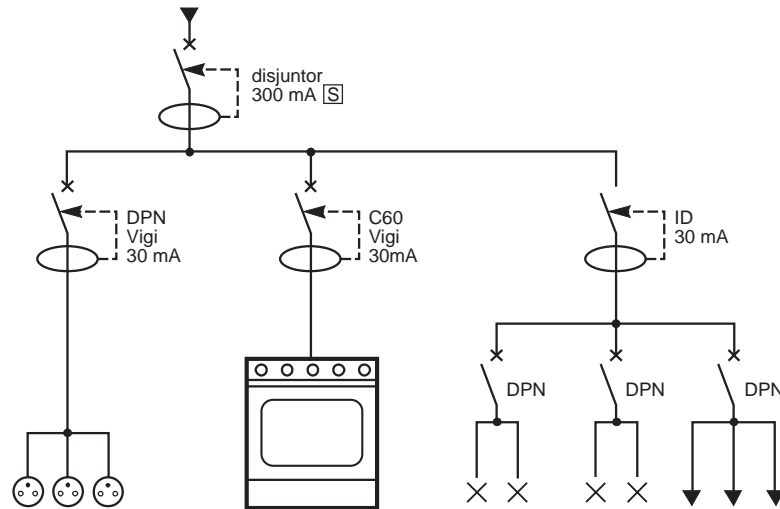 disjuntor
300 mA S
DPN
Vigi
30 mA
C60
Vigi
30mA
ID
30 mA
DPN
DPN
DPN